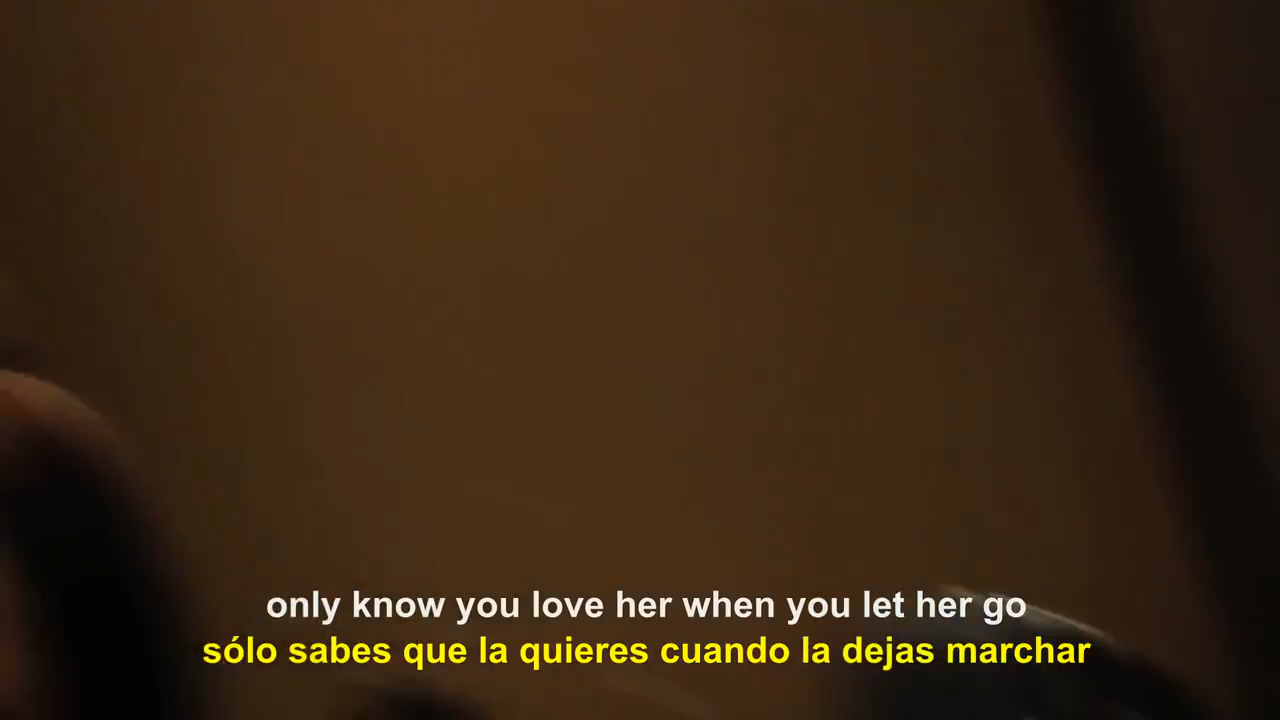 only know you love her when you let her go
sólo sabes que la quieres cuando la dejas marchar